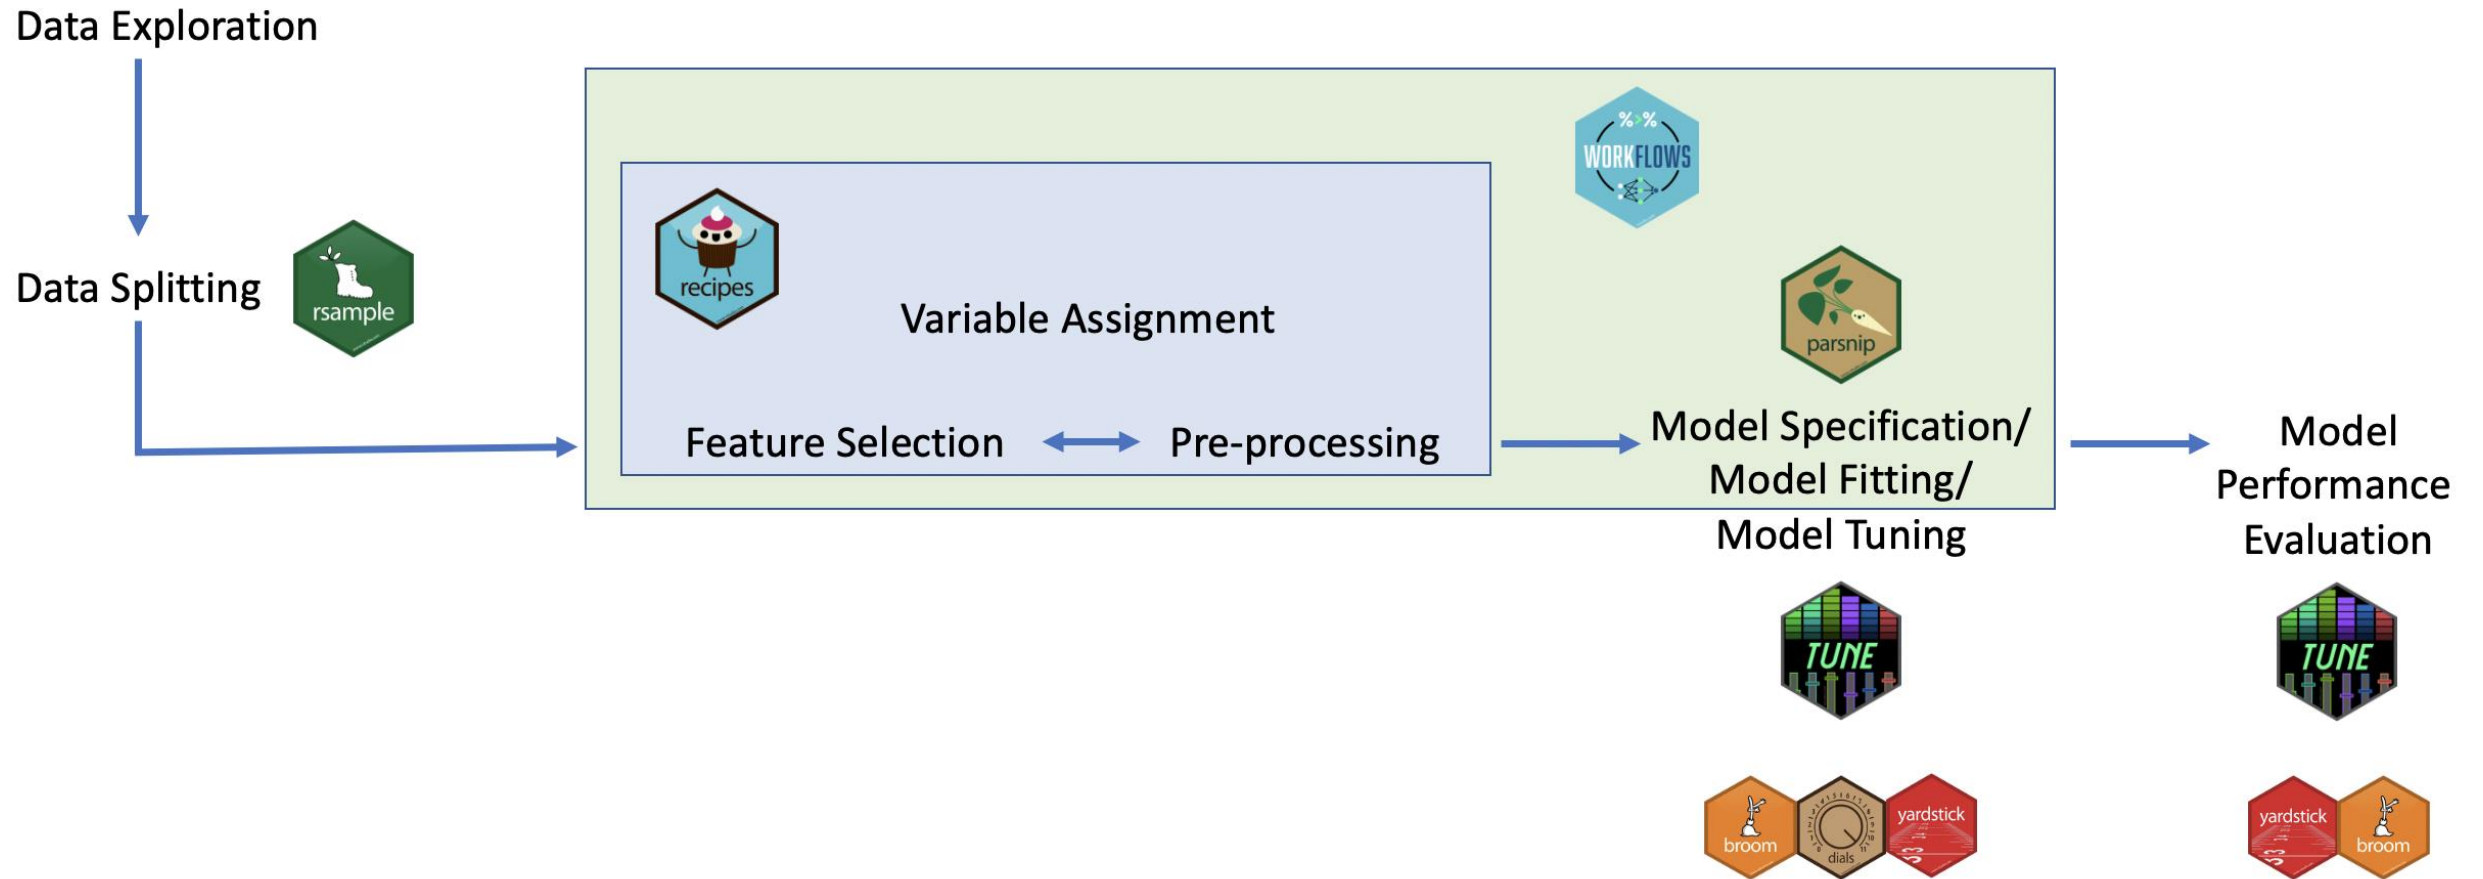 Data Exploration
Data Splitting
rsample
recipes
Variable Assignment
Feature Selection
Pre-processing
%>%
WORKFLOWS
parsnip
Model Specification/
Model Fitting/
Model Tuning
TUNE
broom
dials
yardstick
Model
Performance
Evaluation
TUNE
yardstick
broom